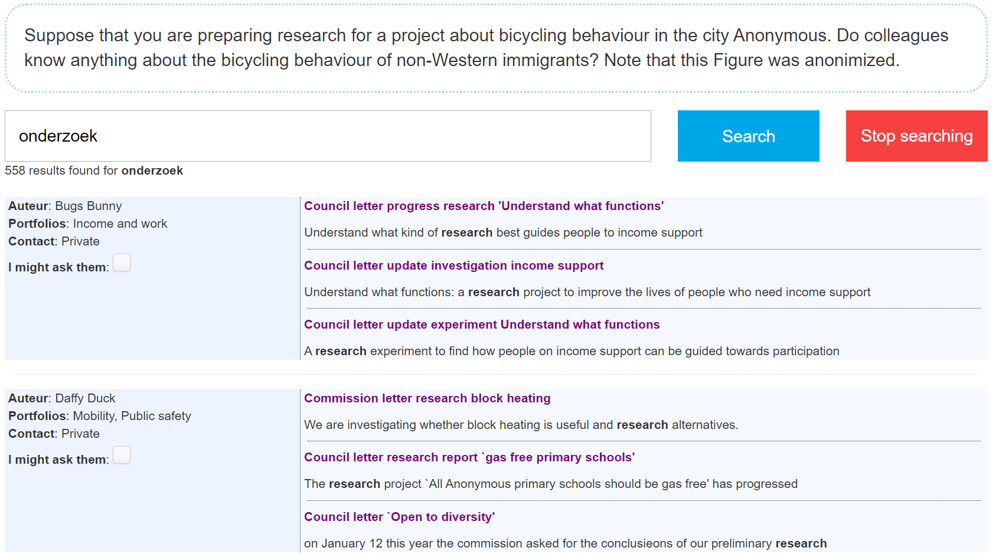 Suppose that you are preparing research for a project about bicycling behaviour in the city Anonymous. Do colleagues
know anything about the bicycling behaviour of non-Western immigrants? Note that this Figure was anonimized.
onderzoek
Search
Stop searching
558 results found for onderzoek
Auteur: Bugs Bunny
Portfolios: Income and work
Contact: Private
I might ask them:
Council letter progress research 'Understand what functions'
Understand what kind of research best guides people to income support
Council letter update investigation income support
Understand what functions: a research project to improve the lives of people who need income support
Council letter update experiment Understand what functions
A research experiment to find how people on income support can be guided towards participation
Auteur: Daffy Duck
Portfolios: Mobility, Public safety
Contact: Private
I might ask them:
Commission letter research block heating
We are investigating whether block heating is useful and research alternatives.
Council letter research report `gas free primary schools'
The research project `All Anonymous primary schools should be gas free' has progressed
Council letter `Open to diversity'
on January 12 this year the commission asked for the conclusieons of our preliminary research